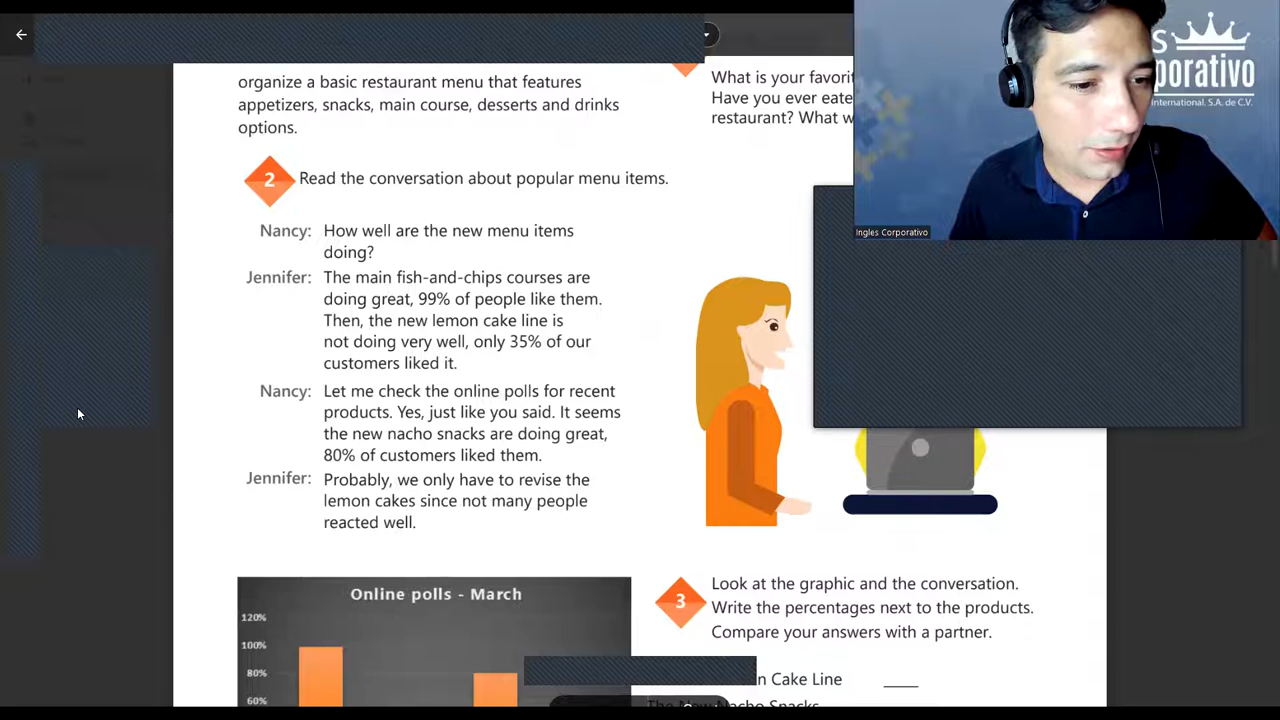 organize a basic restaurant menu that features
appetizers, snacks, main course, desserts and drinks
options.
What is your favorit
Have you ever eate
restaurant? What w
S
porativo
International, S.A. de C.V.
Ingles Corporativo
2
Read the conversation about popular menu items.
Nancy: How well are the new menu items
doing?
Jennifer: The main fish-and-chips courses are
doing great, 99% of people like them.
Then, the new lemon cake line is
not doing very well, only 35% of our
customers liked it.
Nancy: Let me check the online polls for recent
products. Yes, just like you said. It seems
the new nacho snacks are doing great,
80% of customers liked them.
Jennifer: Probably, we only have to revise the
lemon cakes since not many people
reacted well.
Online polls - March
120%
100%
80%
60%
3
Look at the graphic and the conversation.
Write the percentages next to the products.
Compare your answers with a partner.
n Cake Line ____
The New Nacho Snacks